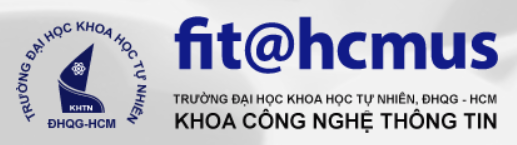 TRƯỜNG ĐẠI HỌC KHOA HỌC TỰ NHIÊN
KHTN
ĐHQG-HCM
fit@hcmus
TRƯỜNG ĐẠI HỌC KHOA HỌC TỰ NHIÊN, ĐHQG - HCM
KHOA CÔNG NGHỆ THÔNG TIN